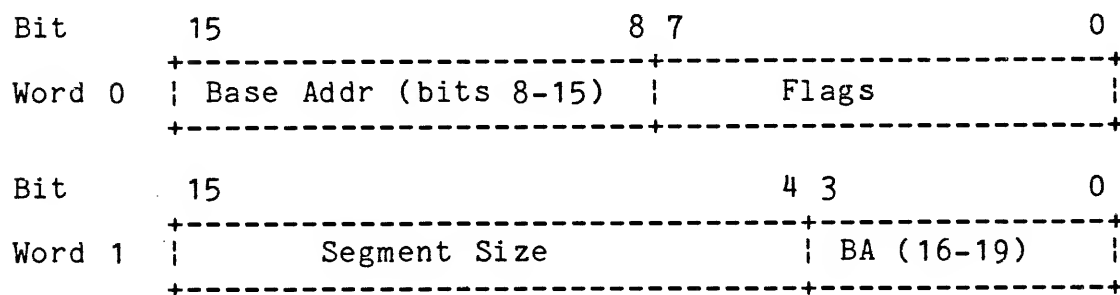 Bit 15 8 7 0
Word 0 | Base Addr (bits 8-15) | Flags |
Bit 15 4 3 0
Word 1 | Segment Size | BA (16-19) |